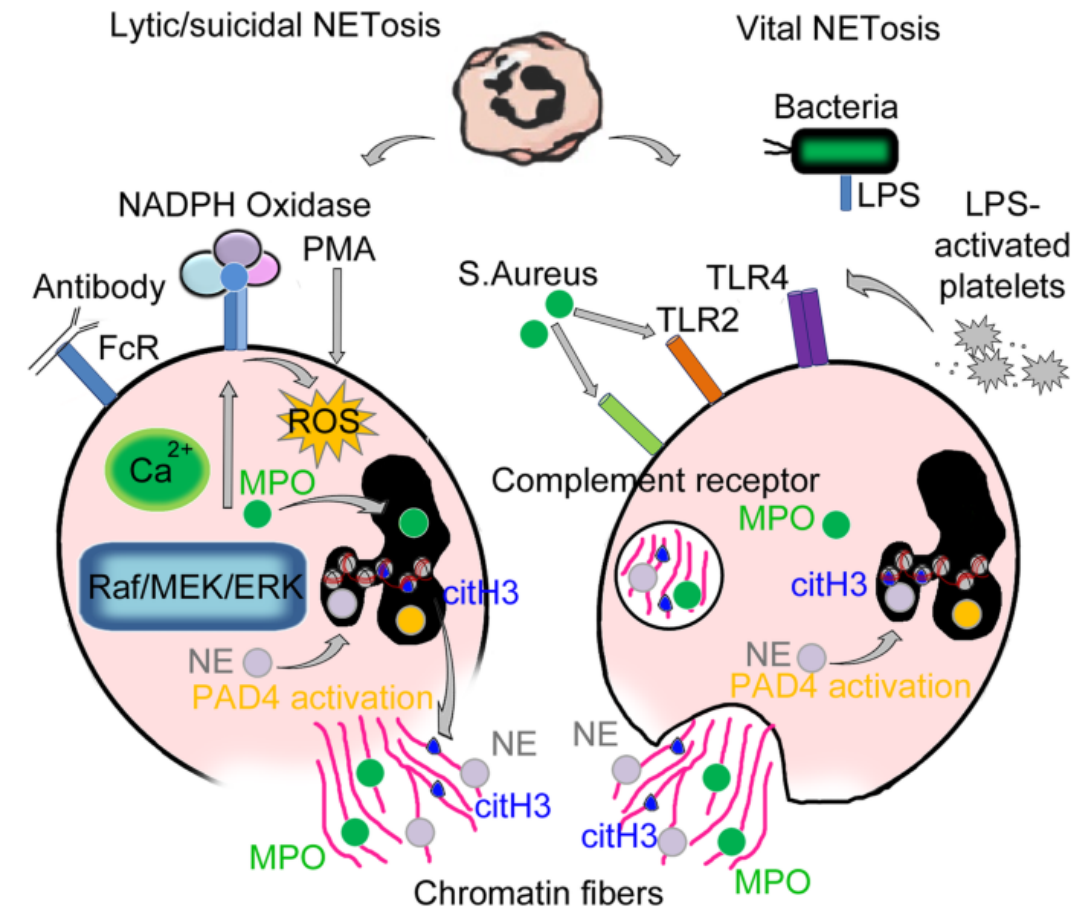 Lytic/suicidal NETosis
Vital NETosis
Bacteria
LPS
LPS-
activated
platelets
NADPH Oxidase
PMA
Antibody
FcR
S.Aureus
TLR4
TLR2
ROS
Ca2+
MPO
Complement receptor
MPO
Raf/MEK/ERK
citH3
citH3
NE
PAD4 activation
NE
PAD4 activation
NE
NE
citH3
citH3
MPO
MPO
Chromatin fibers